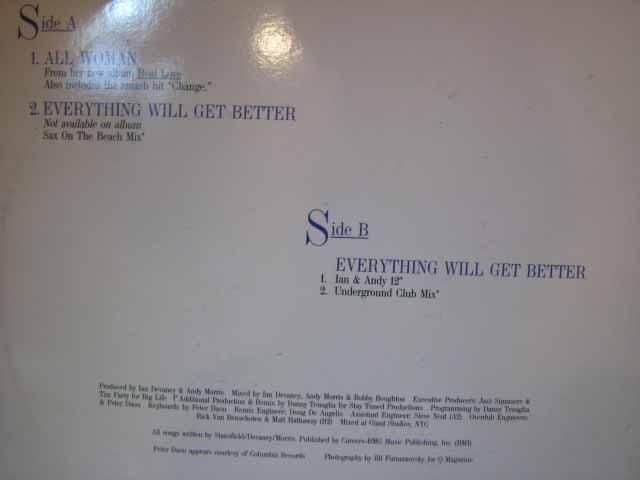 Side A
1. ALL WOMAN
From her new album Real Love
Also includes the smash hit "Change."
2. EVERYTHING WILL GET BETTER
Not available on album
Sax On The Beach Mix*
Side B
EVERYTHING WILL GET BETTER
1. Ian & Andy 12"
2. Underground Club Mix*
Produced by Ian Devaney & Andy Morris. Mixed by Ian Devaney, Andy Morris & Bobby Boughton Executive Producers: Jazz Summers &
Tim Parry for Big Life * Additional Production & Remix by Danny Tenaglia for Stay Tuned Productions. Programming by Danny Tenaglia
& Peter Daou Keyboards by Peter Daou Remix Engineer: Doug De Angelis Assistant Engineer: Steve Neat (A2) Overdub Engineers:
Rick Van Benschoten & Matt Hathaway (B2) Mixed at Giant Studios, NYC
All songs written by Stansfield/Devaney/Morris. Published by Careers-BMG Music Publishing, Inc. (BMI)
Peter Daou appears courtesy of Columbia Records Photography by Jill Furmanovsky for Q Magazine